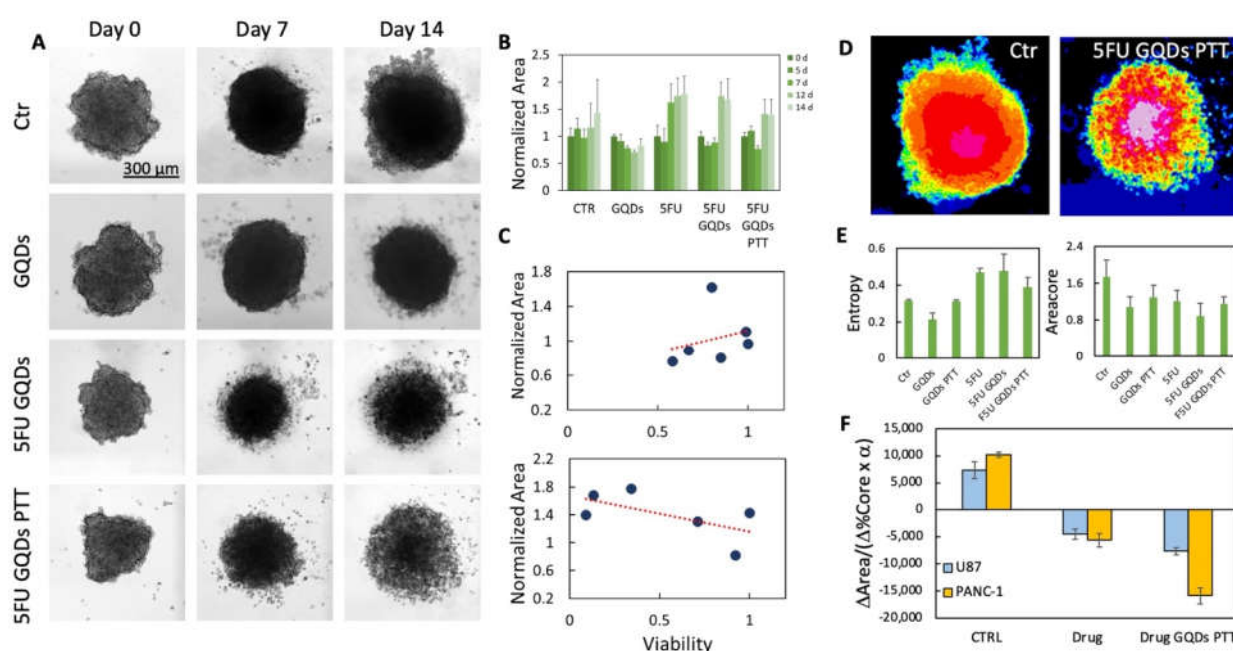 A
Day 0
Day 7
Day 14
Ctr
300 µm
GQDs
5FU GQDs
5FU GQDs PTT
B
Normalized Area
2.5
2
1.5
1
0.5
0
0 d
5 d
7 d
12 d
14 d
CTR
GQDs
5FU
5FU
GQDs
5FU
GQDs
PTT
C
Normalized Area
1.8
1.4
1
0.6
0.2
0
0.5
1
Normalized Area
2.2
1.8
1.4
1
0.6
0.2
0
0.5
1
Viability
D
Ctr
5FU GQDs PTT
E
Entropy
0.6
0.4
0.2
0
Ctr
GQDs
GQDs PTT
5FU
5FU GQDs
F5U GQDs PTT
Areacore
2.4
1.8
1.2
0.6
0
Ctr
GQDs
GQDs PTT
5FU
5FU GQDs
F5U GQDs PTT
F
ΔArea/(Δ%Core x α)
15,000
10,000
5,000
0
-5,000
-10,000
-15,000
-20,000
U87
PANC-1
CTRL
Drug
Drug GQDs PTT